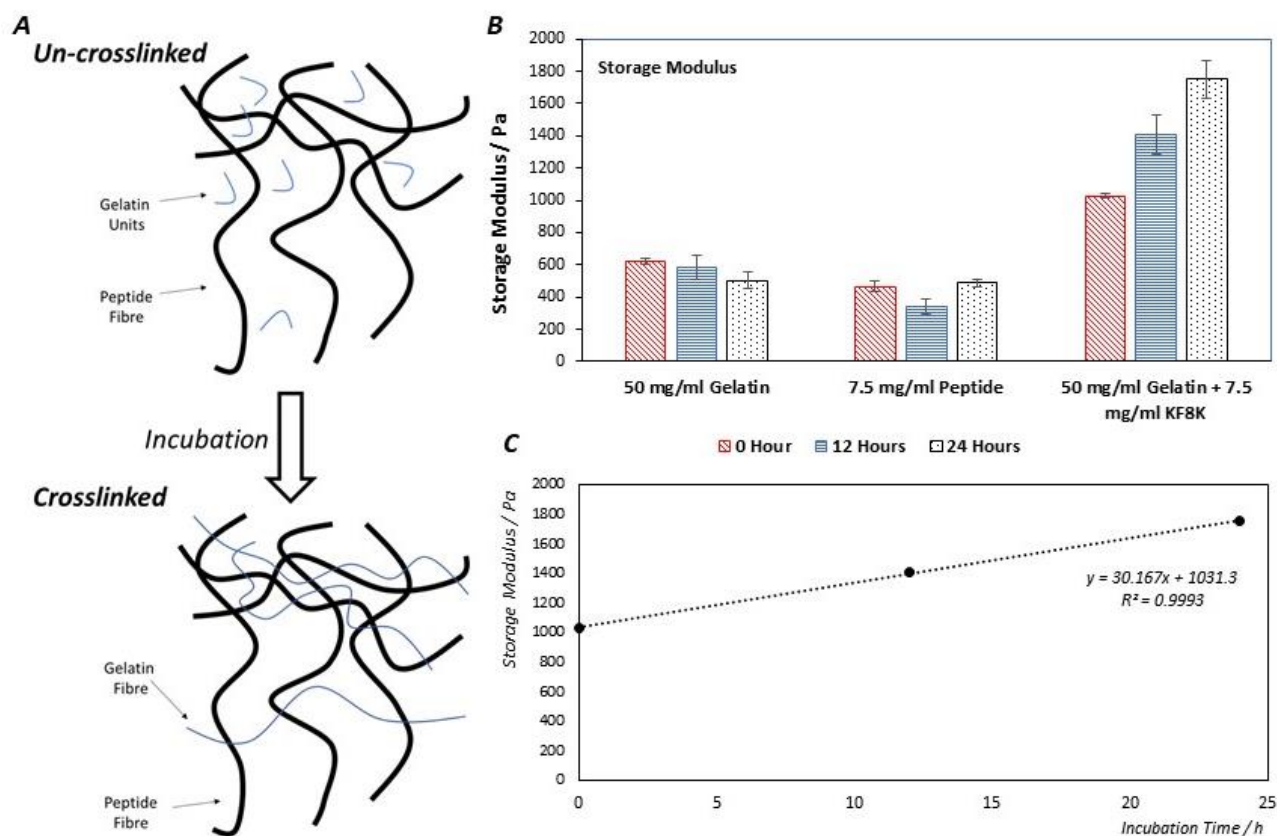 A
Un-crosslinked
Gelatin
Units
Peptide
Fibre
Incubation
Crosslinked
Gelatin
Fibre
Peptide
Fibre
B
Storage Modulus / Pa
2000
1800
1600
1400
1200
1000
800
600
400
200
0
Storage Modulus
50 mg/ml Gelatin
7.5 mg/ml Peptide
50 mg/ml Gelatin + 7.5
mg/ml KF8K
0 Hour
12 Hours
24 Hours
C
Storage Modulus / Pa
2000
1800
1600
1400
1200
1000
800
600
400
200
0
y = 30.167x + 1031.3
R² = 0.9993
0
5
10
15
20
25
Incubation Time / h